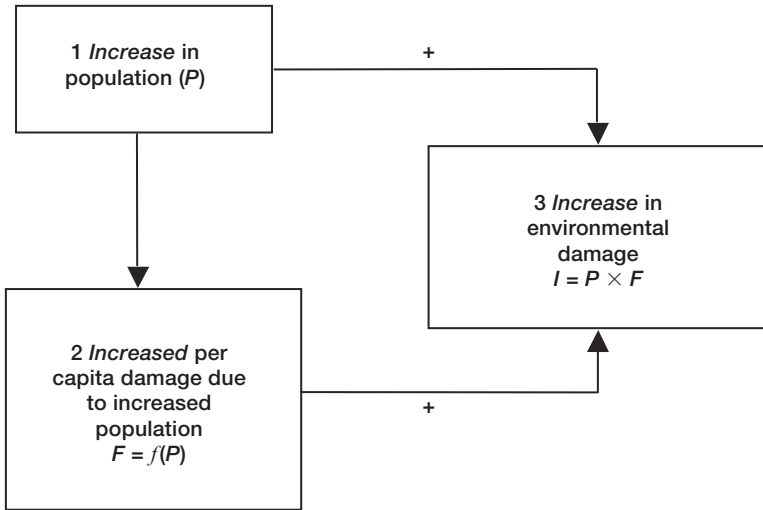 1 Increase in
population (P)
+
3 Increase in
environmental
damage
I = P × F
2 Increased per
capita damage due
to increased
population
F = f(P)
+